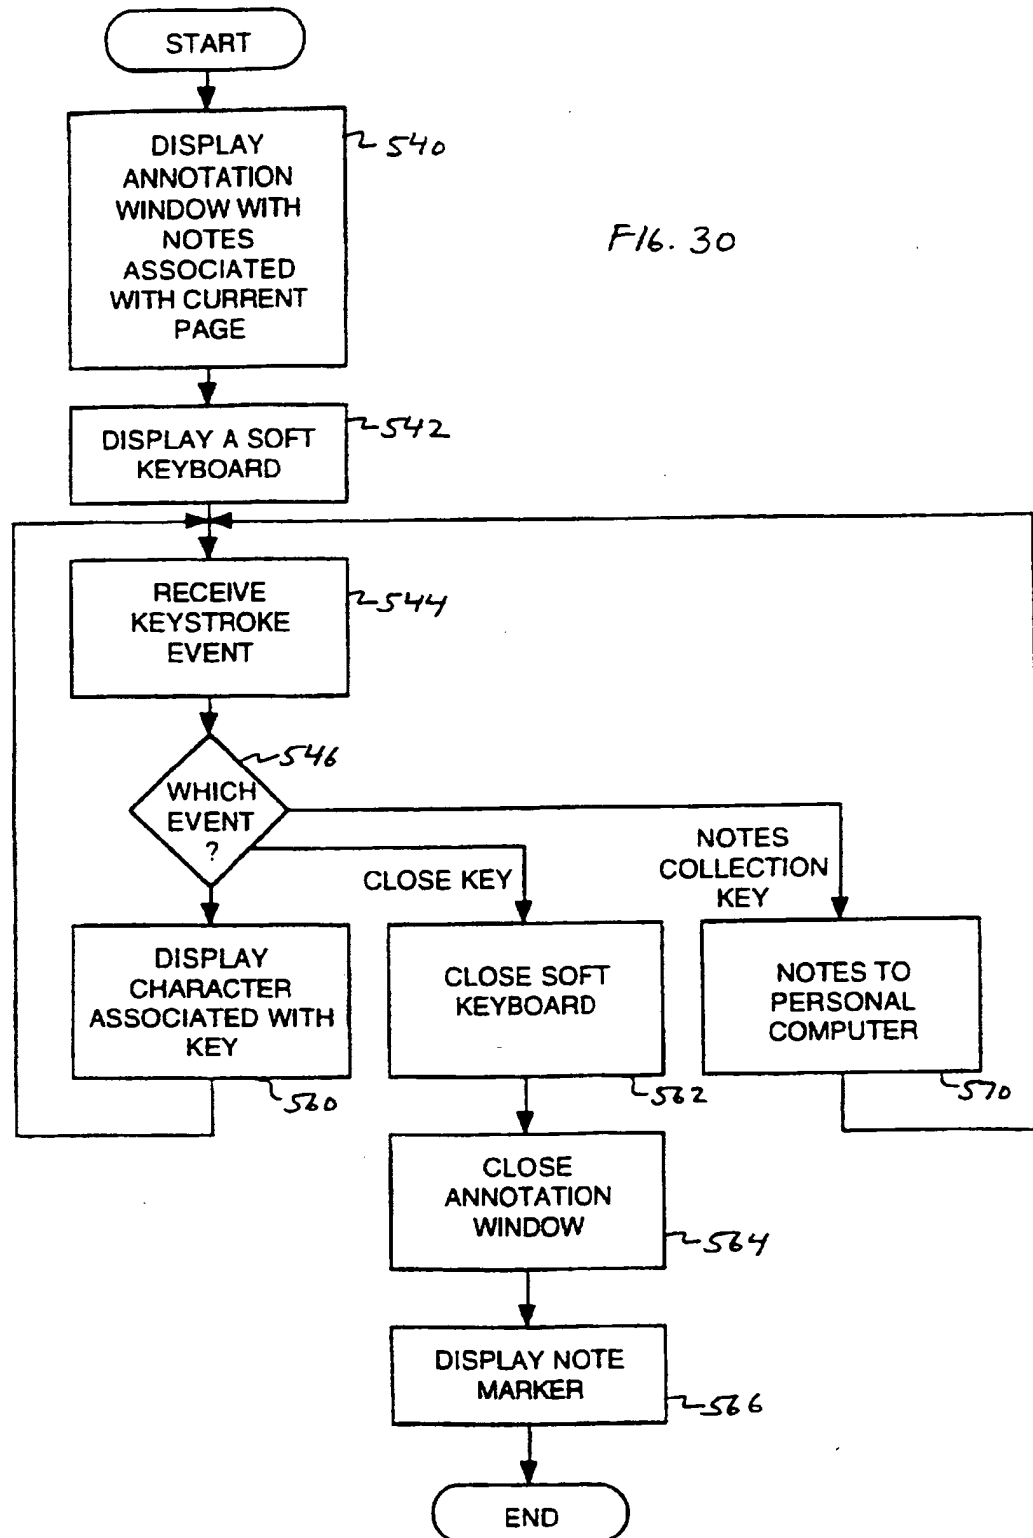 START
DISPLAY
ANNOTATION
WINDOW WITH
NOTES
ASSOCIATED
WITH CURRENT
PAGE
540
FIG. 30
DISPLAY A SOFT
KEYBOARD
542
RECEIVE
KEYSTROKE
EVENT
544
546
WHICH
EVENT
?
CLOSE KEY
NOTES
COLLECTION
KEY
DISPLAY
CHARACTER
ASSOCIATED WITH
KEY
560
CLOSE SOFT
KEYBOARD
562
NOTES TO
PERSONAL
COMPUTER
570
CLOSE
ANNOTATION
WINDOW
564
DISPLAY NOTE
MARKER
566
END